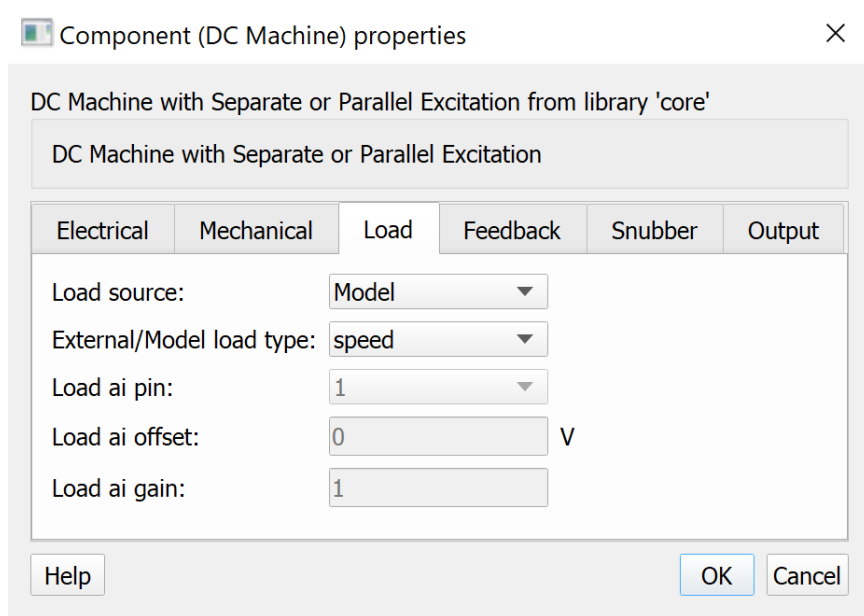 Component (DC Machine) properties
DC Machine with Separate or Parallel Excitation from library 'core'
DC Machine with Separate or Parallel Excitation
Electrical Mechanical Load Feedback Snubber Output
Load source: Model
External/Model load type: speed
Load ai pin: 1
Load ai offset: 0 V
Load ai gain: 1
Help OK Cancel